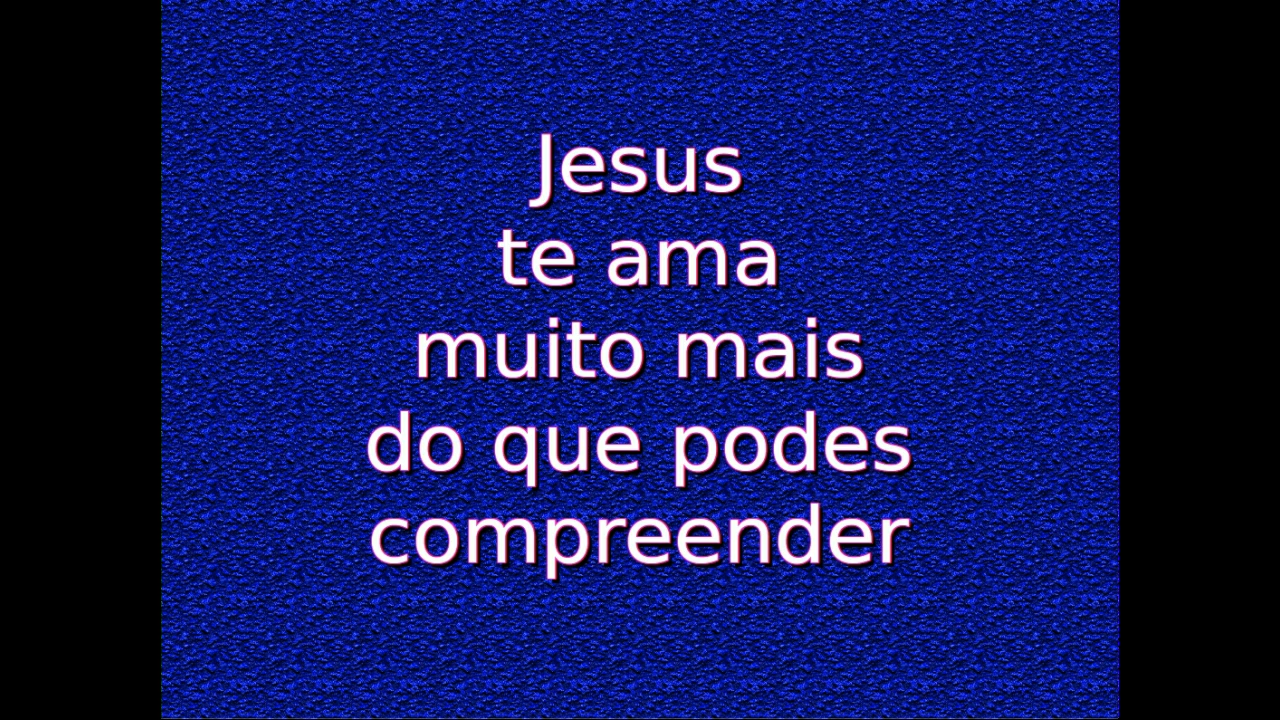 Jesus
te ama
muito mais
do que podes
compreender